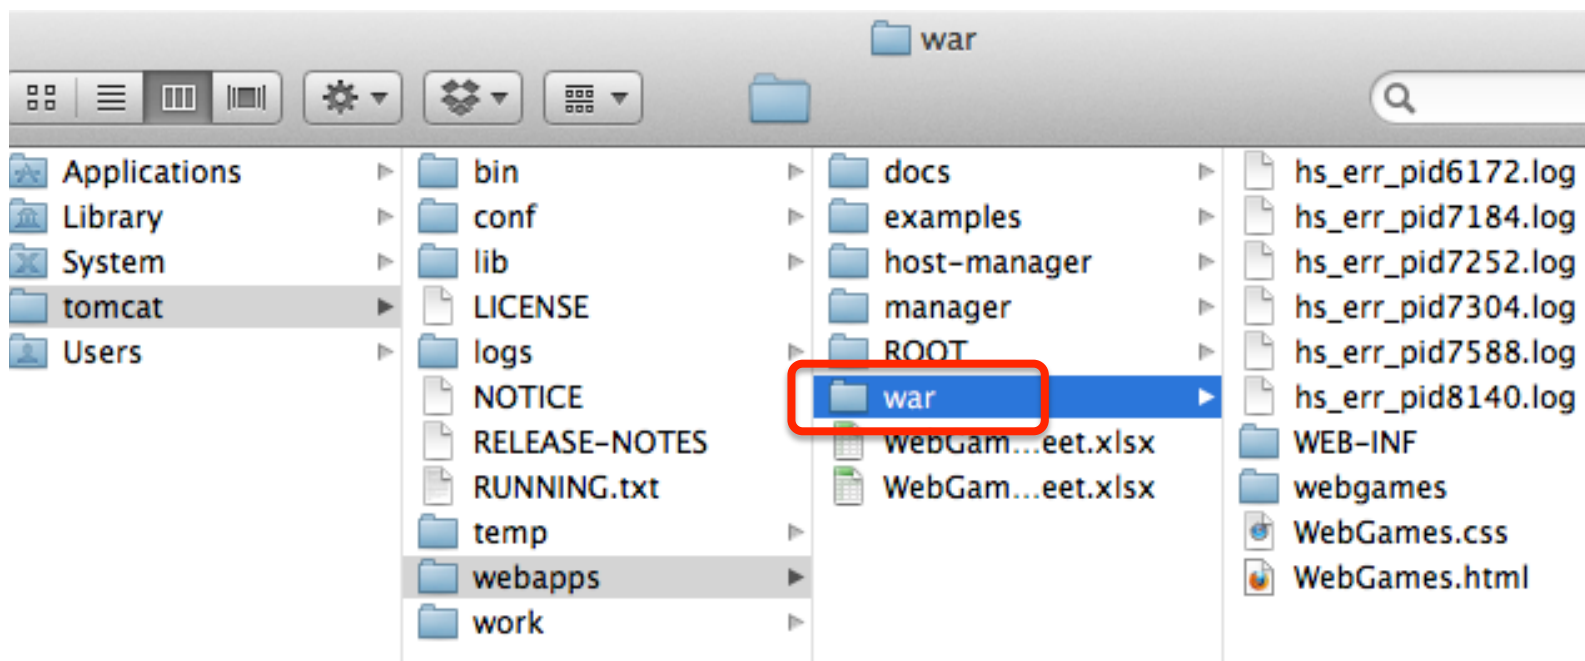 war
Applications
Library
System
tomcat
Users
bin
conf
lib
LICENSE
logs
NOTICE
RELEASE-NOTES
RUNNING.txt
temp
webapps
work
docs
examples
host-manager
manager
ROOT
war
WebGam...eet.xlsx
WebGam...eet.xlsx
hs_err_pid6172.log
hs_err_pid7184.log
hs_err_pid7252.log
hs_err_pid7304.log
hs_err_pid7588.log
hs_err_pid8140.log
WEB-INF
webgames
WebGames.css
WebGames.html